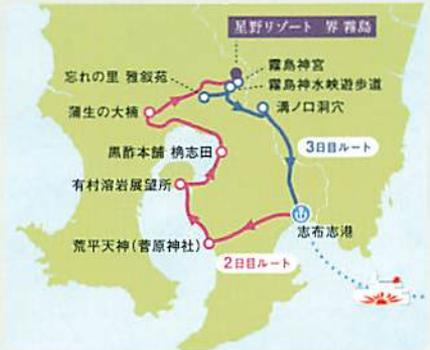 星野リゾート 界 霧島
霧島神宮
忘れの里 雅叙苑
霧島神水峡遊歩道
蒲生の大楠
溝ノ口洞穴
3日目ルート
黒酢本舗 桷志田
有村溶岩展望所
志布志港
荒平天神(菅原神社)
2日目ルート